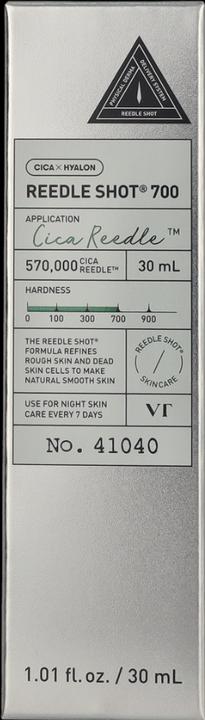 PHYSICAL DERMA
DELIVERY SYSTEM
REEDLE SHOT
CICA × HYALON
REEDLE SHOT® 700
APPLICATION
Cica Reedle™
570,000 CICA REEDLE™
30 mL
HARDNESS
0 100 300 700 900
THE REEDLE SHOT®
FORMULA REFINES
ROUGH SKIN AND DEAD
SKIN CELLS TO MAKE
NATURAL SMOOTH SKIN
REEDLE SHOT®
SKINCARE
USE FOR NIGHT SKIN
CARE EVERY 7 DAYS
VT
No. 41040
1.01 fl. oz. / 30 mL